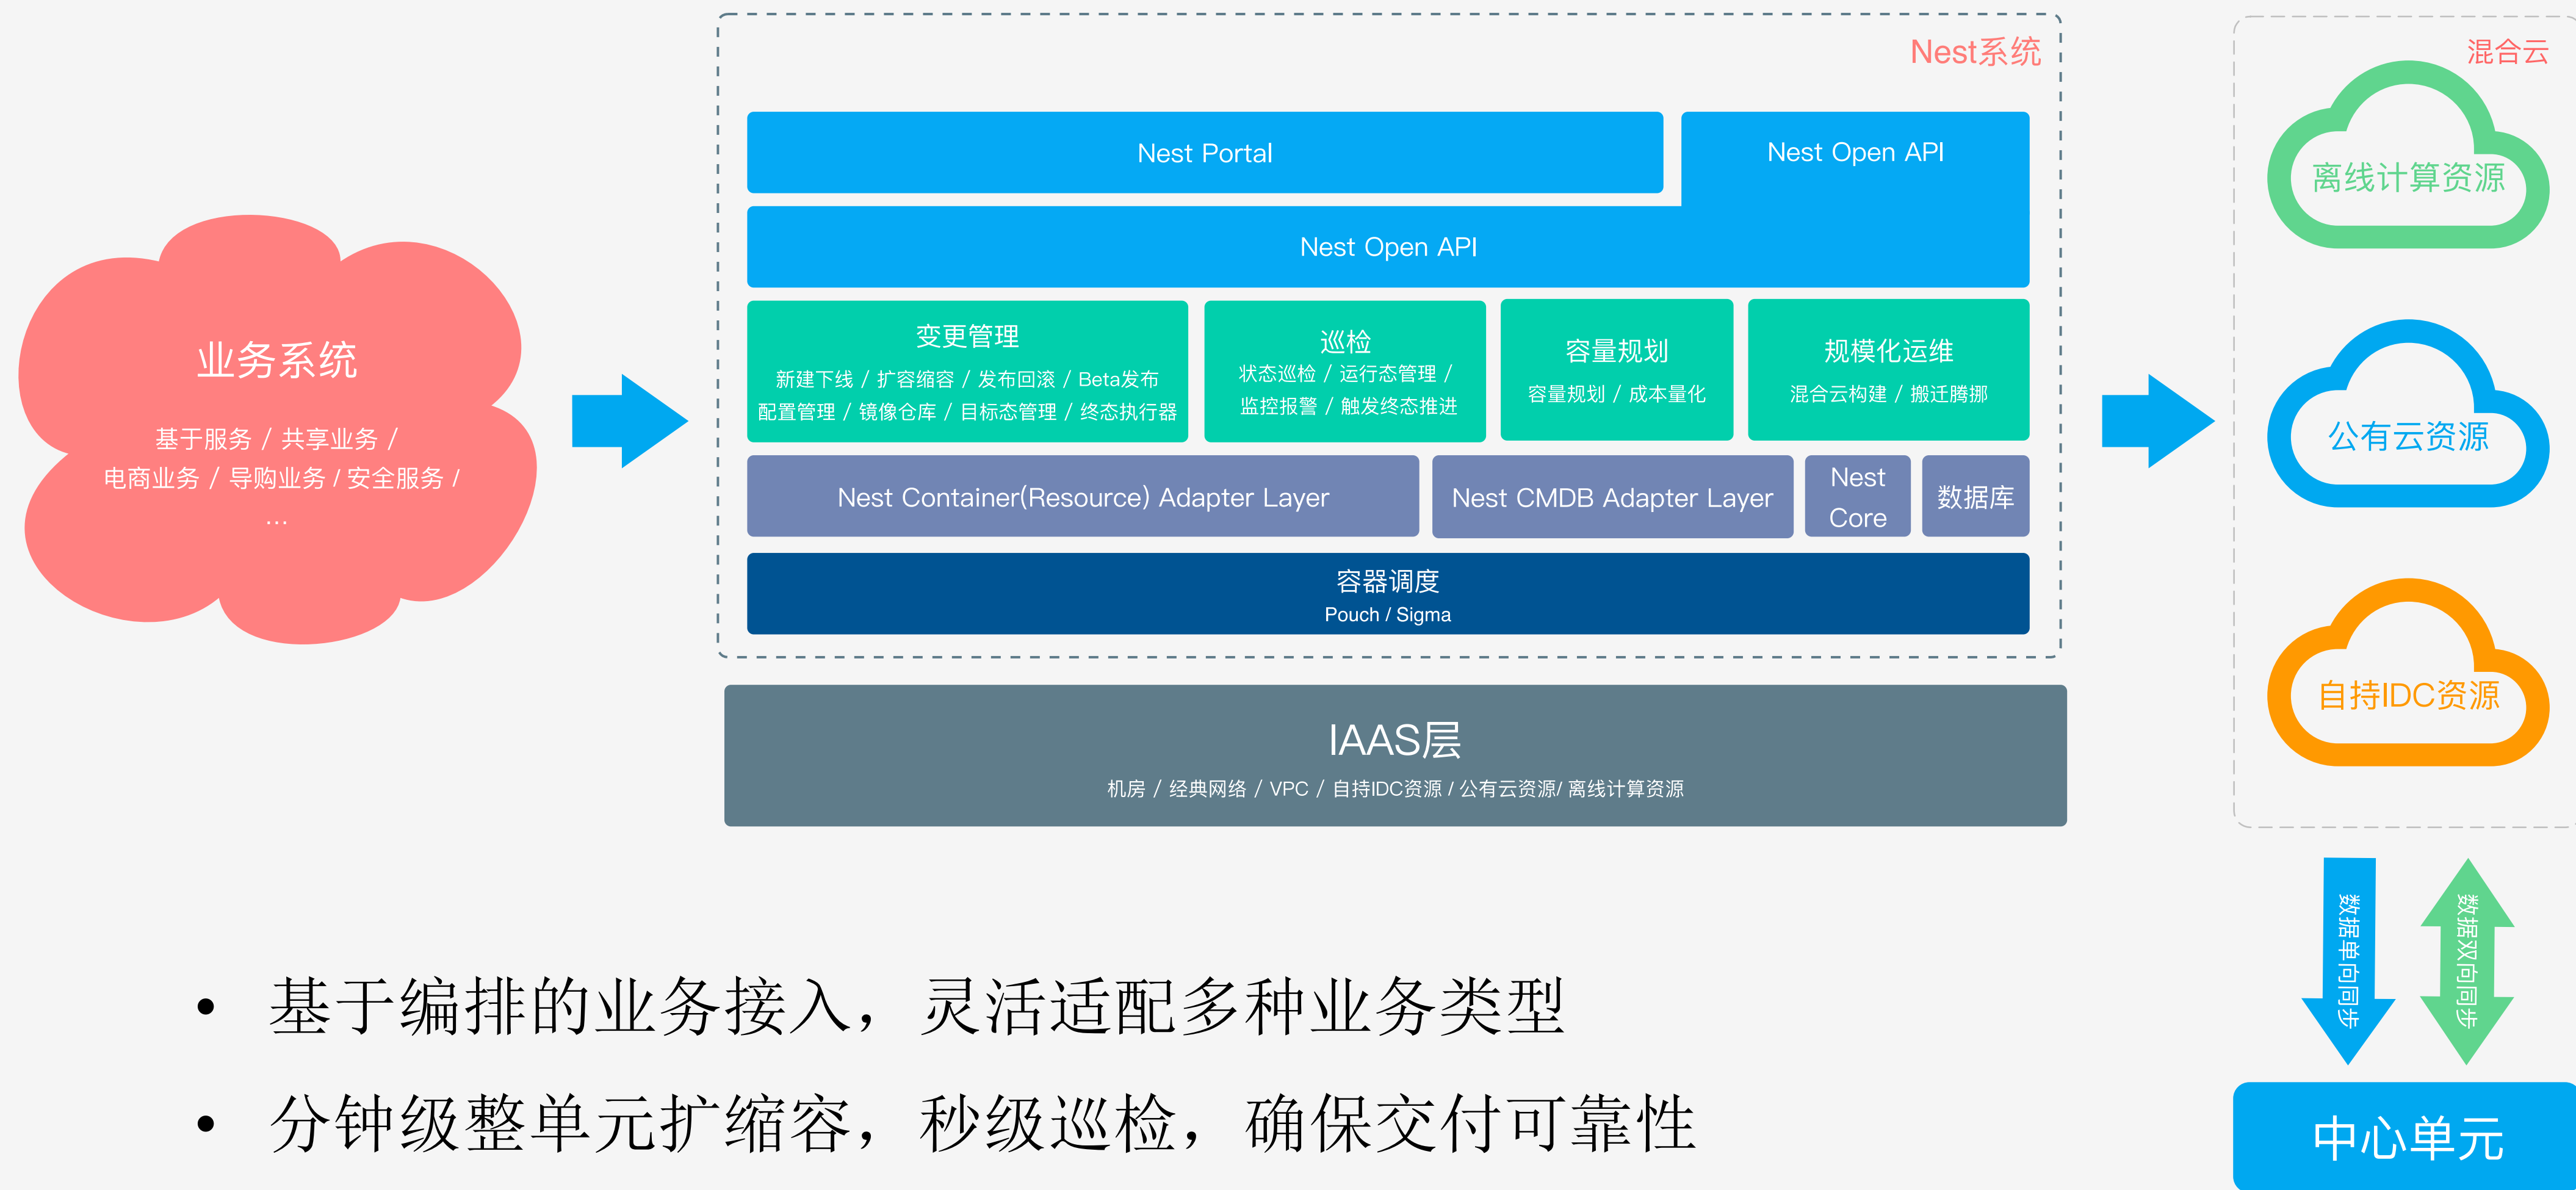 业务系统
基于服务 / 共享业务 /
电商业务 / 导购业务 / 安全服务 /
...
Nest系统
Nest Portal
Nest Open API
Nest Open API
变更管理
新建下线 / 扩容缩容 / 发布回滚 / Beta发布
配置管理 / 镜像仓库 / 目标态管理 / 终态执行器
巡检
状态巡检 / 运行态管理 /
监控报警 / 触发终态推进
容量规划
容量规划 / 成本量化
规模化运维
混合云构建 / 搬迁腾挪
Nest Container(Resource) Adapter Layer
Nest CMDB Adapter Layer
Nest
Core
数据库
容器调度
Pouch / Sigma
IAAS层
机房 / 经典网络 / VPC / 自持IDC资源 / 公有云资源/ 离线计算资源
混合云
离线计算资源
公有云资源
自持IDC资源
数据单向同步
数据双向同步
中心单元
• 基于编排的业务接入，灵活适配多种业务类型
• 分钟级整单元扩缩容，秒级巡检，确保交付可靠性